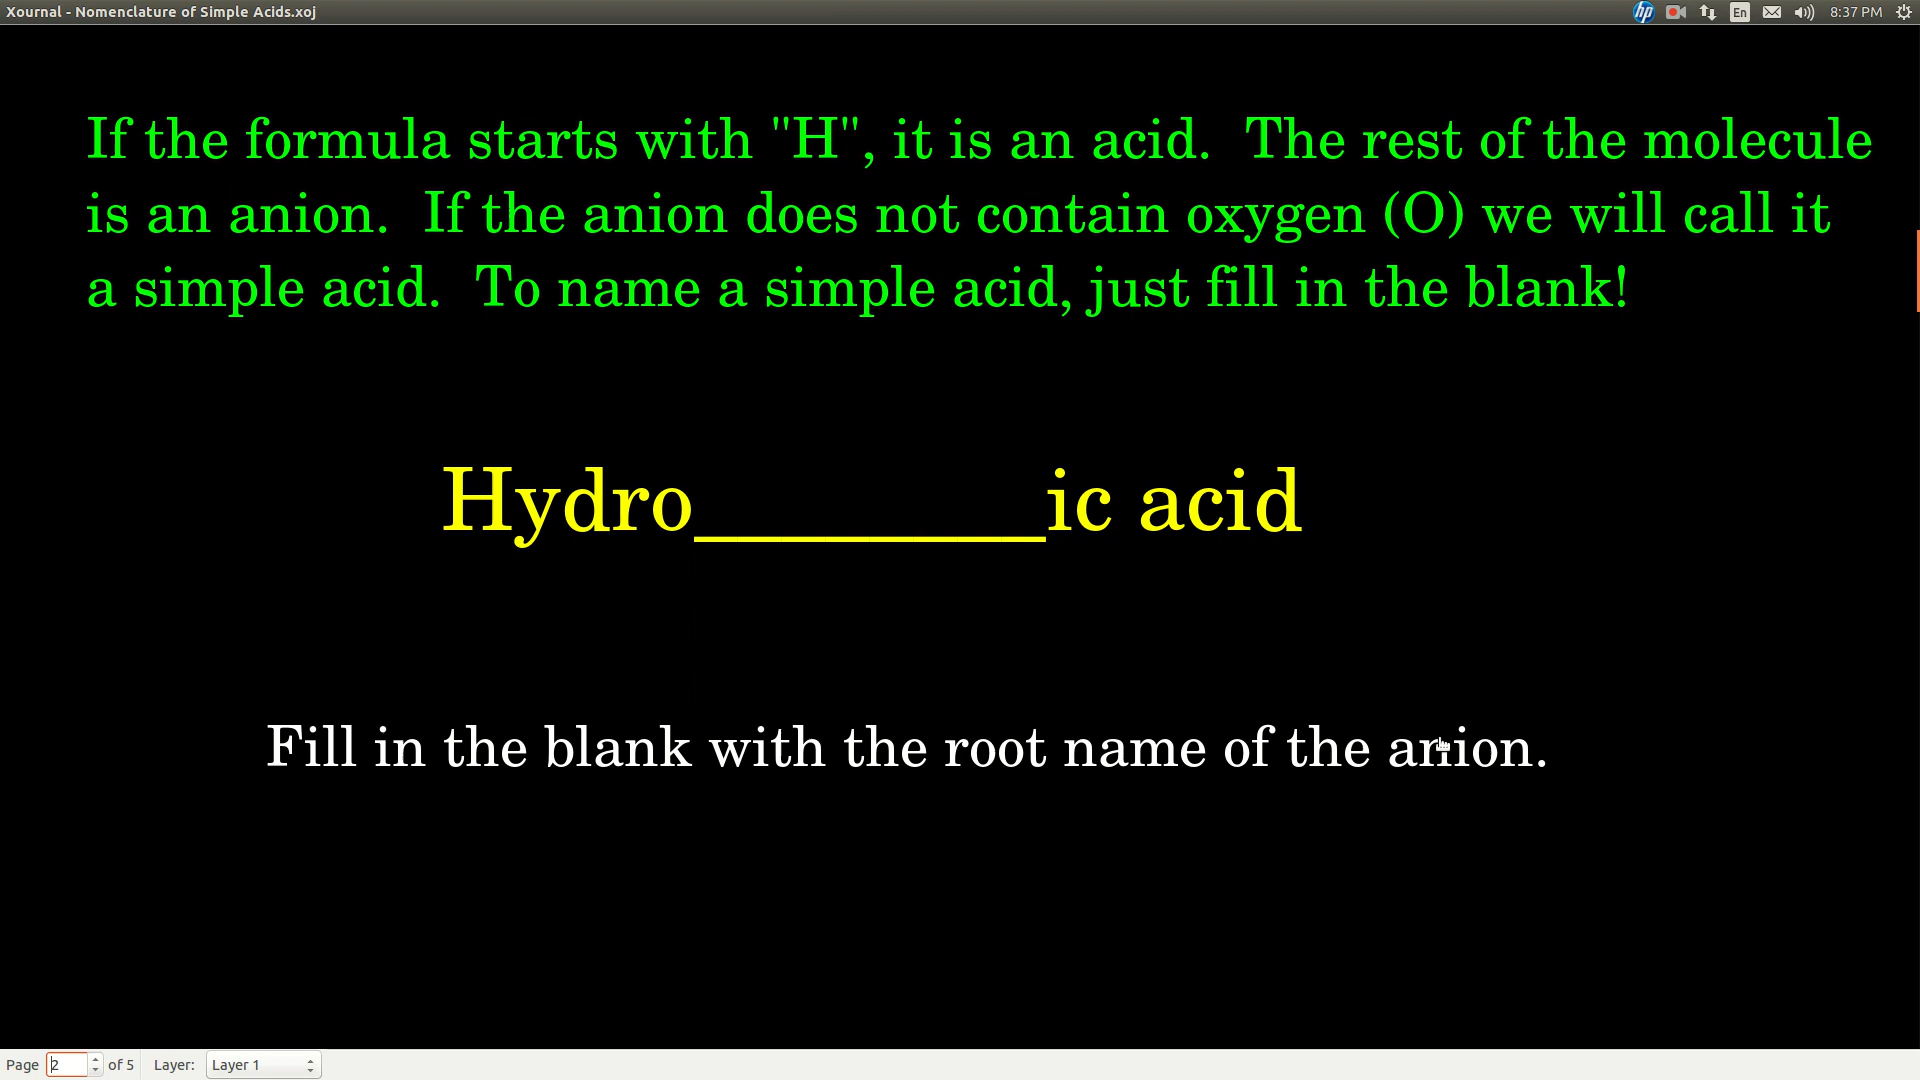 Xournal - Nomenclature of Simple Acids.xoj
hp
En
8:37 PM
If the formula starts with "H", it is an acid.  The rest of the molecule
is an anion.  If the anion does not contain oxygen (O) we will call it
a simple acid.  To name a simple acid, just fill in the blank!
Hydro________ic acid
Fill in the blank with the root name of the anion.
Page 2 of 5 Layer: Layer 1